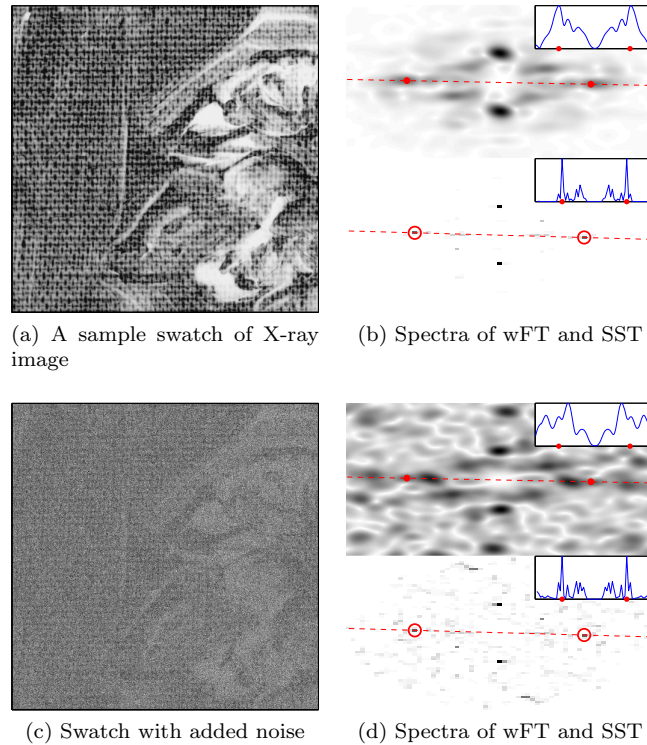 (a) A sample swatch of X-ray
image
(b) Spectra of wFT and SST
(c) Swatch with added noise
(d) Spectra of wFT and SST